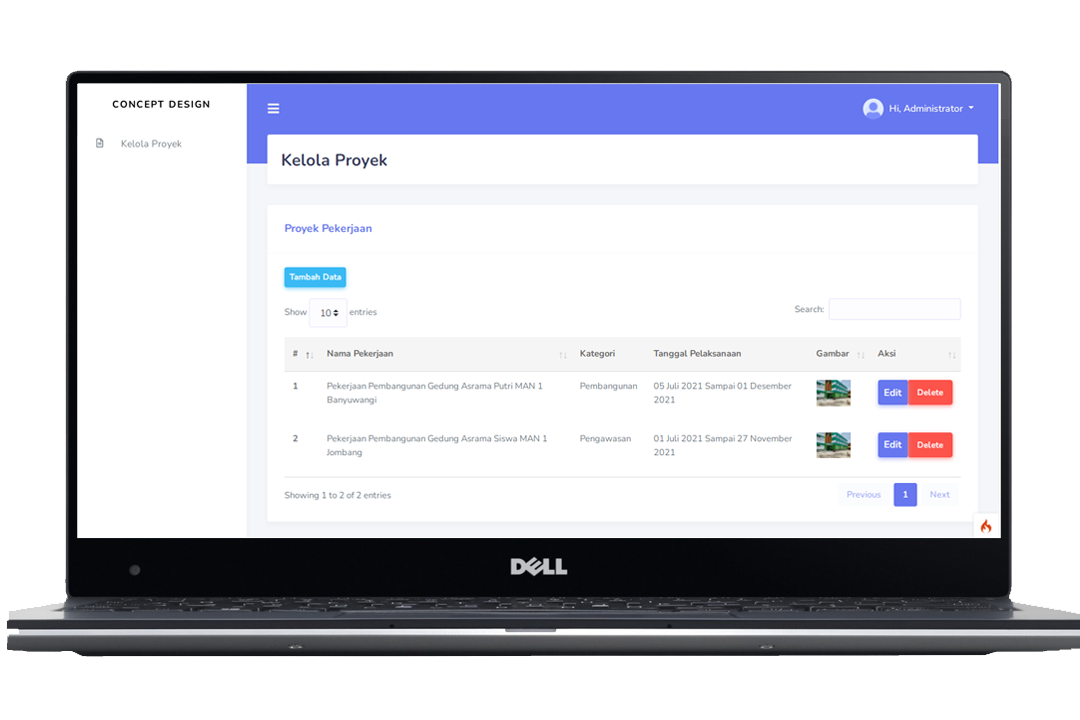 CONCEPT DESIGN
Hi, Administrator
Kelola Proyek
Kelola Proyek
Proyek Pekerjaan
Tambah Data
Show 10 entries
Search:
# Nama Pekerjaan Kategori Tanggal Pelaksanaan Gambar Aksi
1 Pekerjaan Pembangunan Gedung Asrama Putri MAN 1 Pembangunan 05 Juli 2021 Sampai 01 Desember Edit Delete
Banyuwangi 2021
2 Pekerjaan Pembangunan Gedung Asrama Siswa MAN 1 Pengawasan 01 Juli 2021 Sampai 27 November Edit Delete
Jombang 2021
Showing 1 to 2 of 2 entries
Previous 1 Next
DELL